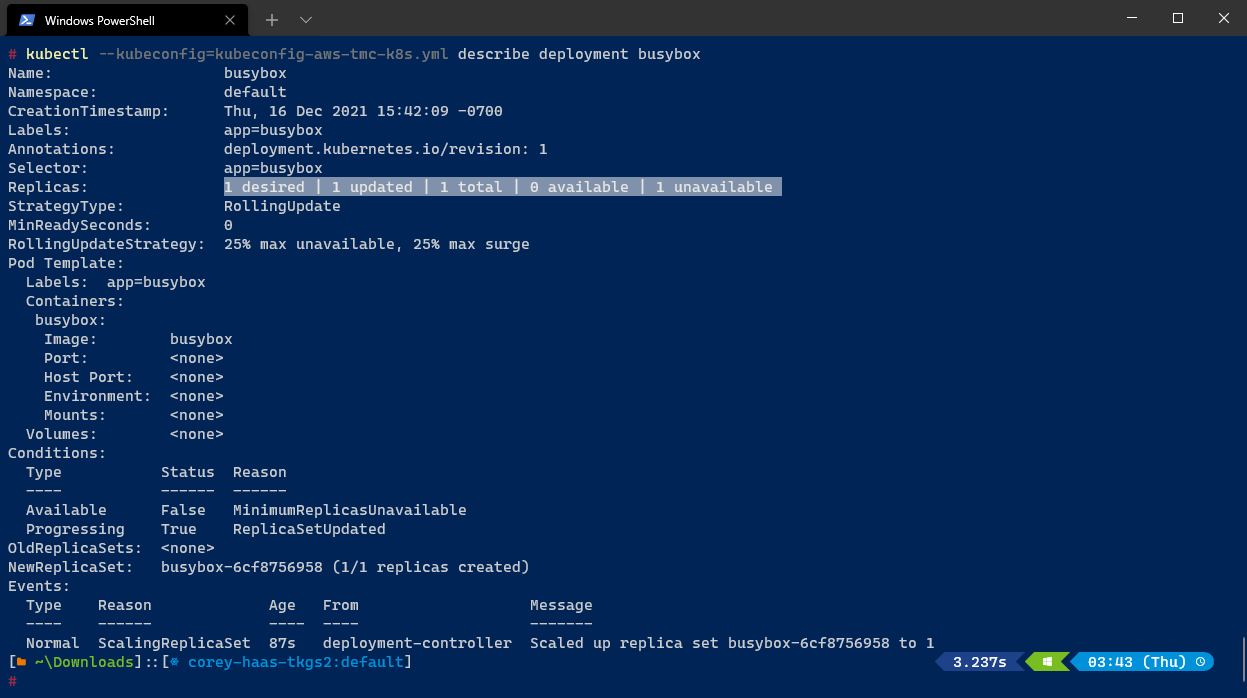 Windows PowerShell
# kubectl --kubeconfig=kubeconfig-aws-tmc-k8s.yml describe deployment busybox
Name:                   busybox
Namespace:              default
CreationTimestamp:      Thu, 16 Dec 2021 15:42:09 -0700
Labels:                 app=busybox
Annotations:            deployment.kubernetes.io/revision: 1
Selector:               app=busybox
Replicas:               1 desired | 1 updated | 1 total | 0 available | 1 unavailable
StrategyType:           RollingUpdate
MinReadySeconds:        0
RollingUpdateStrategy:  25% max unavailable, 25% max surge
Pod Template:
  Labels:  app=busybox
  Containers:
   busybox:
    Image:        busybox
    Port:         <none>
    Host Port:    <none>
    Environment:  <none>
    Mounts:       <none>
  Volumes:        <none>
Conditions:
  Type           Status  Reason
  ----           ------  ------
  Available      False   MinimumReplicasUnavailable
  Progressing    True    ReplicaSetUpdated
OldReplicaSets:  <none>
NewReplicaSet:   busybox-6cf8756958 (1/1 replicas created)
Events:
  Type    Reason             Age   From                   Message
  ----    ------             ----  ----                   -------
  Normal  ScalingReplicaSet  87s   deployment-controller  Scaled up replica set busybox-6cf8756958 to 1
[ ~\Downloads]::[⎈ corey-haas-tkgs2:default] 3.237s 03:43 (Thu)
#